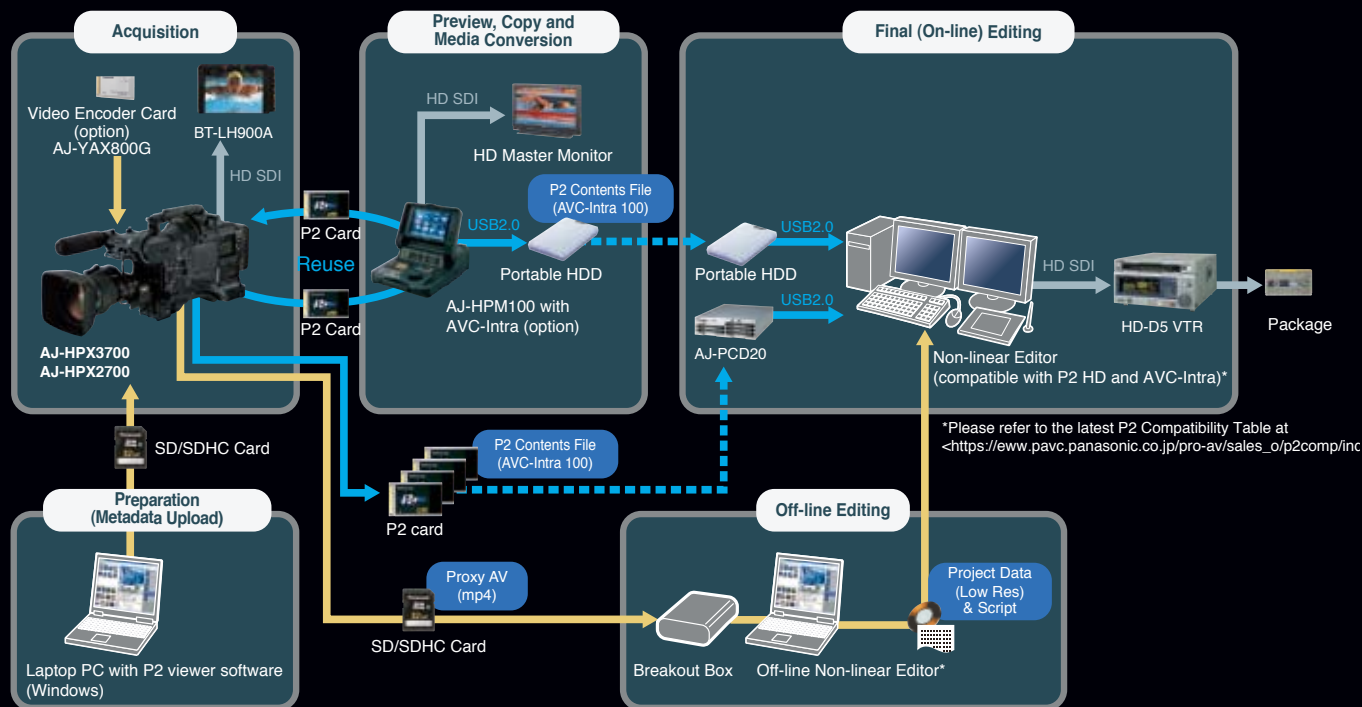 Acquisition
Video Encoder Card
(option)
AJ-YAX800G
BT-LH900A
HD SDI
AJ-HPX3700
AJ-HPX2700
P2 Card
Reuse
P2 Card
Preview, Copy and
Media Conversion
HD SDI
HD Master Monitor
P2 Contents File
(AVC-Intra 100)
USB2.0
Portable HDD
AJ-HPM100 with
AVC-Intra (option)
Final (On-line) Editing
USB2.0
Portable HDD
USB2.0
AJ-PCD20
Non-linear Editor
(compatible with P2 HD and AVC-Intra)*
HD SDI
HD-D5 VTR
Package
*Please refer to the latest P2 Compatibility Table at
<https://eww.pavc.panasonic.co.jp/pro-av/sales_o/p2comp/inc
SD/SDHC Card
P2 Contents File
(AVC-Intra 100)
P2 card
Preparation
(Metadata Upload)
Laptop PC with P2 viewer software
(Windows)
Proxy AV
(mp4)
SD/SDHC Card
Off-line Editing
Breakout Box
Off-line Non-linear Editor*
Project Data
(Low Res)
& Script